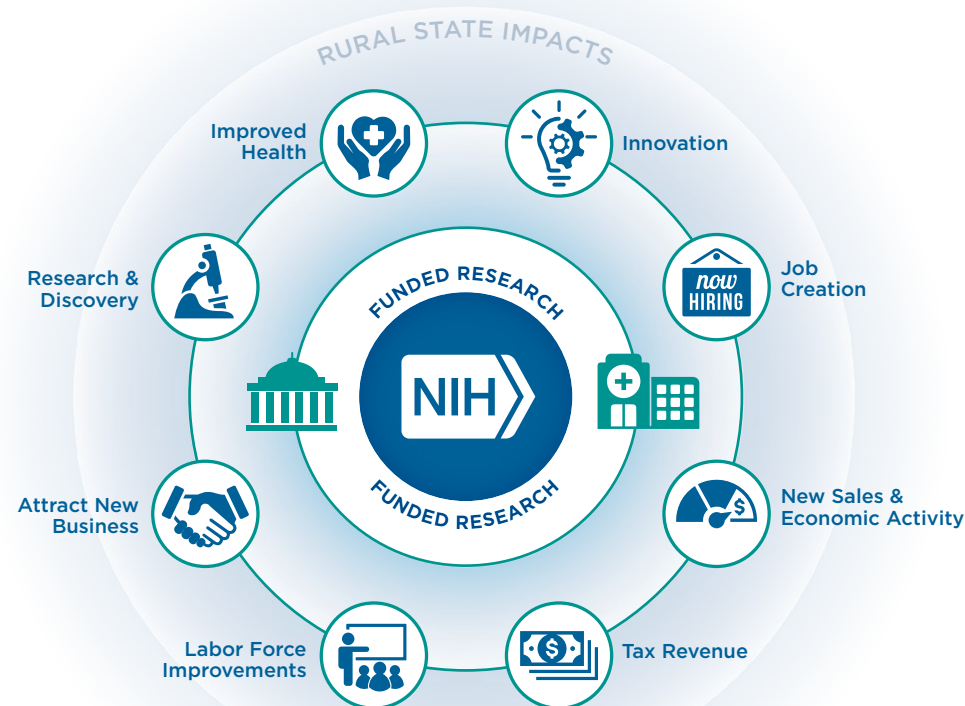 RURAL STATE IMPACTS
Improved
Health
Innovation
Research &
Discovery
Job
Creation
now
HIRING
FUNDED RESEARCH
NIH
FUNDED RESEARCH
Attract New
Business
New Sales &
Economic Activity
$
Labor Force
Improvements
$
Tax Revenue